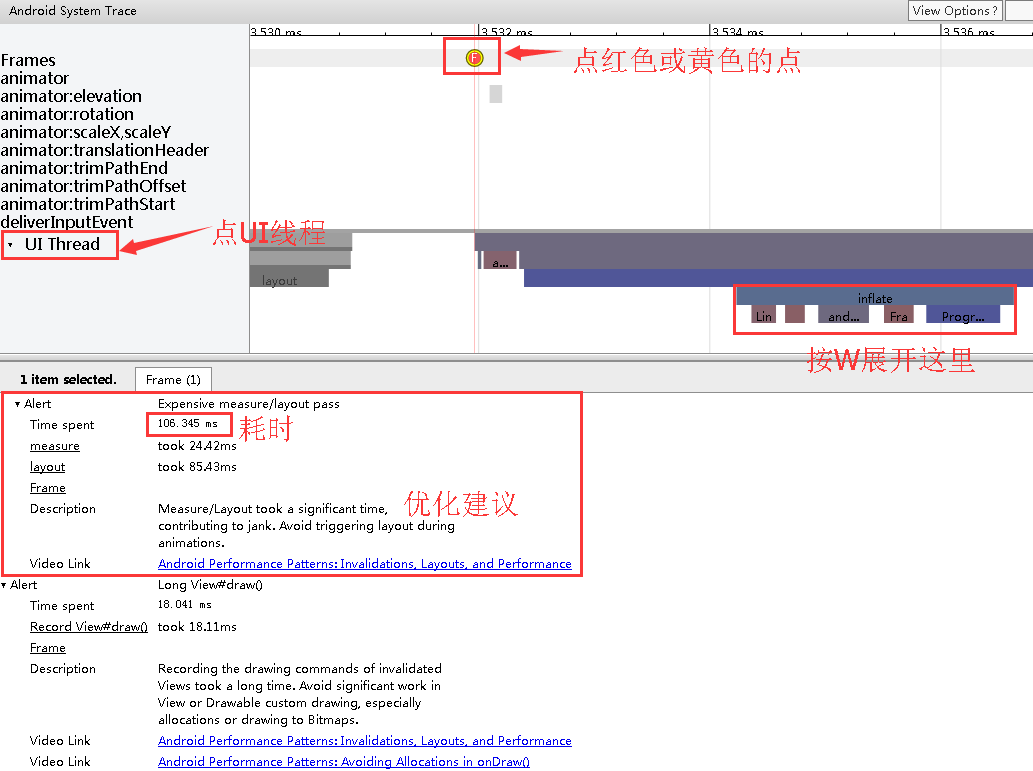 Android System Trace
View Options ?
3.530 ms
3.532 ms
3.534 ms
3.536 ms
Frames
F
点红色或黄色的点
animator
animator:elevation
animator:rotation
animator:scaleX,scaleY
animator:translationHeader
animator:trimPathEnd
animator:trimPathOffset
animator:trimPathStart
deliverInputEvent
▾ UI Thread
点UI线程
a...
layout
inflate
Lin
and...
Fra
Progr...
按W展开这里
1 item selected.
Frame (1)
▾ Alert
Expensive measure/layout pass
Time spent
106.345 ms
耗时
measure
took 24.42ms
layout
took 85.43ms
Frame
Description
Measure/Layout took a significant time,
contributing to jank. Avoid triggering layout during
animations.
优化建议
Video Link
Android Performance Patterns: Invalidations, Layouts, and Performance
▾ Alert
Long View#draw()
Time spent
18.041 ms
Record View#draw()
took 18.11ms
Frame
Description
Recording the drawing commands of invalidated
Views took a long time. Avoid significant work in
View or Drawable custom drawing, especially
allocations or drawing to Bitmaps.
Video Link
Android Performance Patterns: Invalidations, Layouts, and Performance
Video Link
Android Performance Patterns: Avoiding Allocations in onDraw()